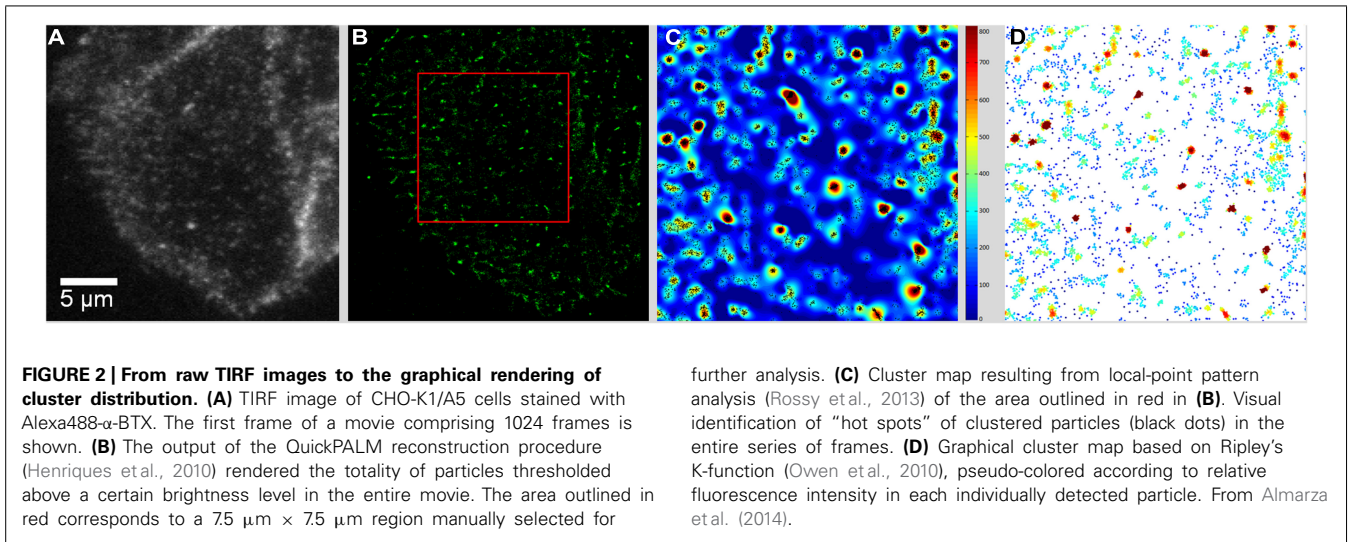 A
B
C
D
5 µm
800
700
600
500
400
300
200
100
0
FIGURE 2 | From raw TIRF images to the graphical rendering of
cluster distribution. (A) TIRF image of CHO-K1/A5 cells stained with
Alexa488-α-BTX. The first frame of a movie comprising 1024 frames is
shown. (B) The output of the QuickPALM reconstruction procedure
(Henriques et al., 2010) rendered the totality of particles thresholded
above a certain brightness level in the entire movie. The area outlined in
red corresponds to a 7.5 µm × 7.5 µm region manually selected for
further analysis. (C) Cluster map resulting from local-point pattern
analysis (Rossy et al., 2013) of the area outlined in red in (B). Visual
identification of "hot spots" of clustered particles (black dots) in the
entire series of frames. (D) Graphical cluster map based on Ripley's
K-function (Owen et al., 2010), pseudo-colored according to relative
fluorescence intensity in each individually detected particle. From Almarza
et al. (2014).